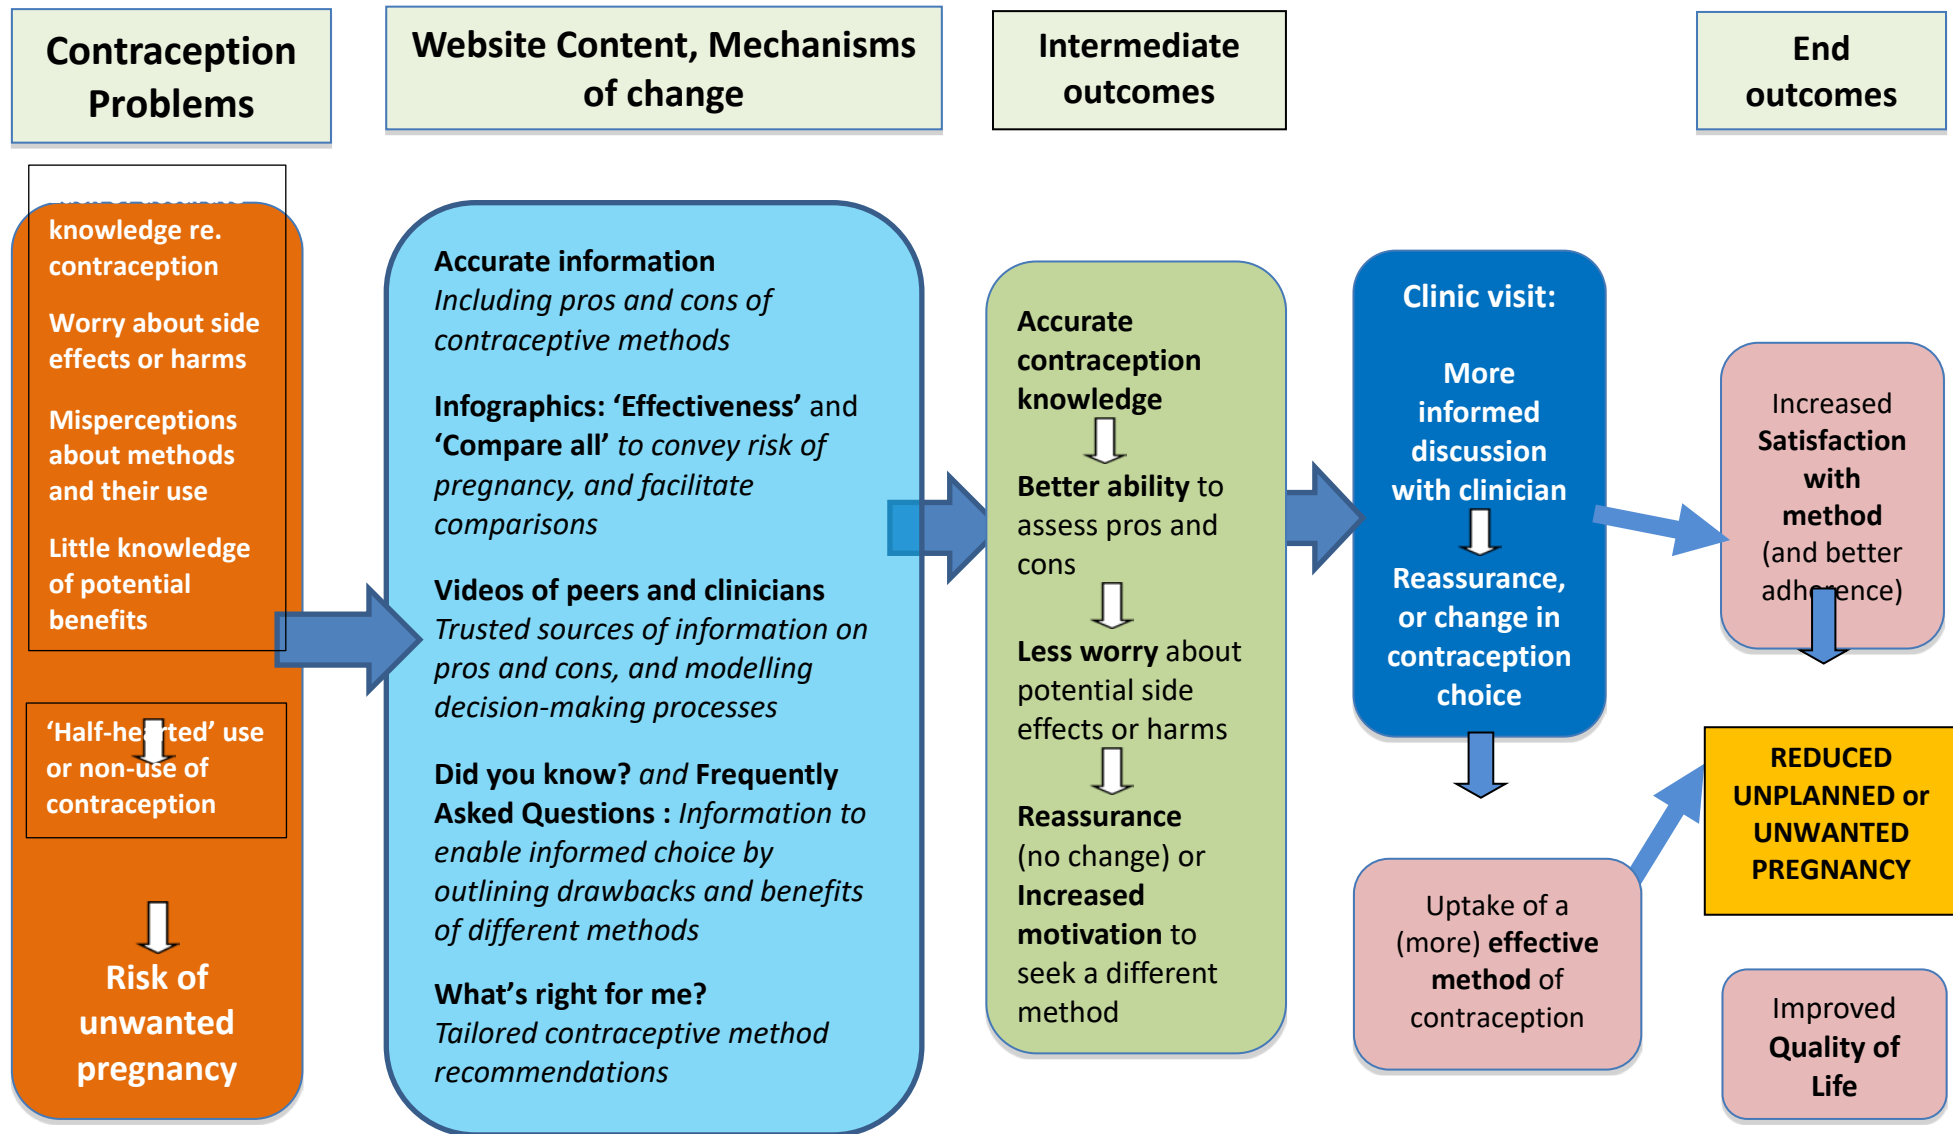 Contraception
Problems
Website Content, Mechanisms
of change
Intermediate
outcomes
End
outcomes
knowledge re.
contraception
Worry about side
effects or harms
Misperceptions
about methods
and their use
Little knowledge
of potential
benefits
‘Half-hearted’ use
or non-use of
contraception
Risk of
unwanted
pregnancy
Accurate information
Including pros and cons of
contraceptive methods
Infographics: ‘Effectiveness’ and
‘Compare all’ to convey risk of
pregnancy, and facilitate
comparisons
Videos of peers and clinicians
Trusted sources of information on
pros and cons, and modelling
decision-making processes
Did you know? and Frequently
Asked Questions : Information to
enable informed choice by
outlining drawbacks and benefits
of different methods
What’s right for me?
Tailored contraceptive method
recommendations
Accurate
contraception
knowledge
Better ability to
assess pros and
cons
Less worry about
potential side
effects or harms
Reassurance
(no change) or
Increased
motivation to
seek a different
method
Clinic visit:
More
informed
discussion
with clinician
Reassurance,
or change in
contraception
choice
Uptake of a
(more) effective
method of
contraception
Increased
Satisfaction
with
method
(and better
adherence)
REDUCED
UNPLANNED or
UNWANTED
PREGNANCY
Improved
Quality of
Life